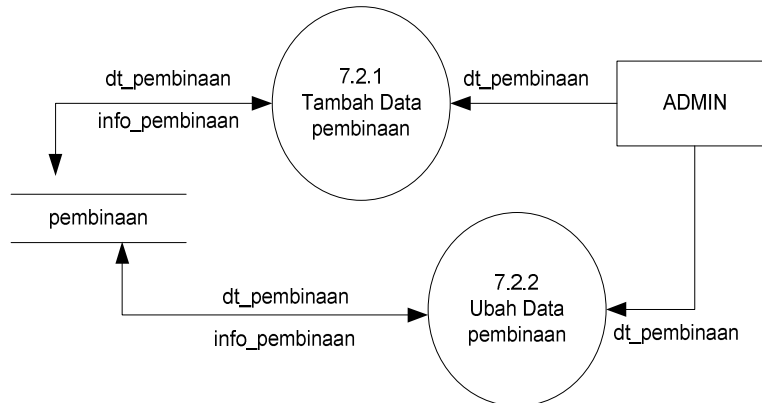 7.2.1
Tambah Data
pembinaan
dt_pembinaan
info_pembinaan
dt_pembinaan
ADMIN
pembinaan
7.2.2
Ubah Data
pembinaan
dt_pembinaan
info_pembinaan
dt_pembinaan